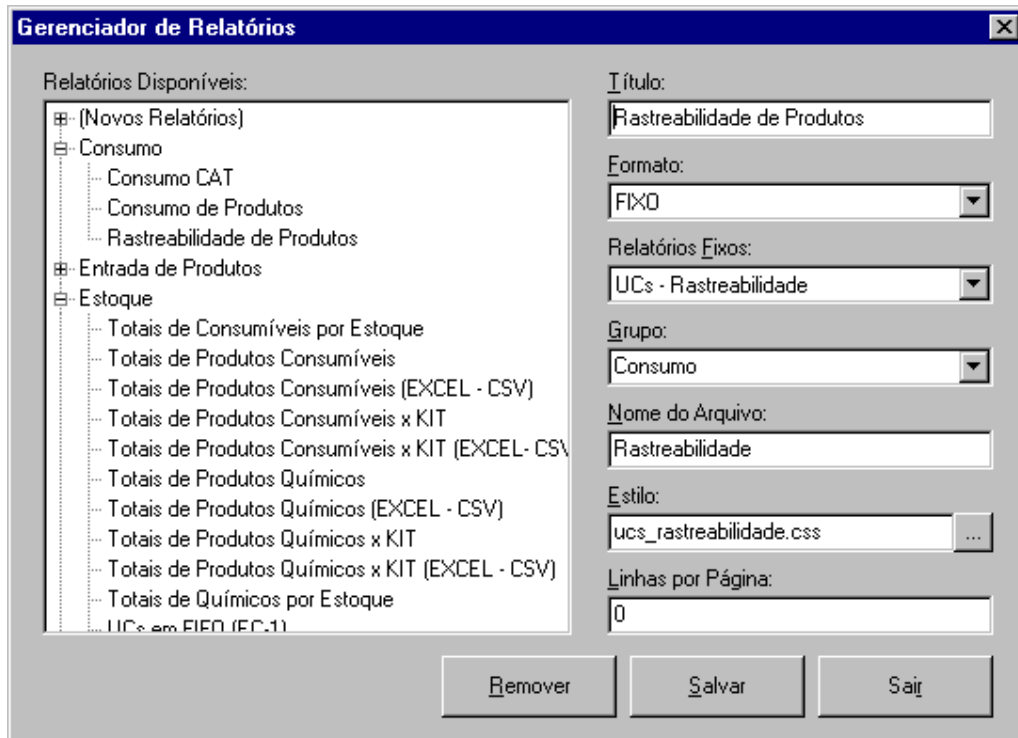 Gerenciador de Relatórios
Relatórios Disponíveis:
(Novos Relatórios)
Consumo
Consumo CAT
Consumo de Produtos
Rastreabilidade de Produtos
Entrada de Produtos
Estoque
Totais de Consumíveis por Estoque
Totais de Produtos Consumíveis
Totais de Produtos Consumíveis (EXCEL - CSV)
Totais de Produtos Consumíveis x KIT
Totais de Produtos Consumíveis x KIT (EXCEL- CSV
Totais de Produtos Químicos
Totais de Produtos Químicos (EXCEL - CSV)
Totais de Produtos Químicos x KIT
Totais de Produtos Químicos x KIT (EXCEL - CSV)
Totais de Químicos por Estoque
UCs em FIFO (EC-1)
Título:
Rastreabilidade de Produtos
Formato:
FIXO
Relatórios Fixos:
UCs - Rastreabilidade
Grupo:
Consumo
Nome do Arquivo:
Rastreabilidade
Estilo:
ucs_rastreabilidade.css
...
Linhas por Página:
0
Remover
Salvar
Sair